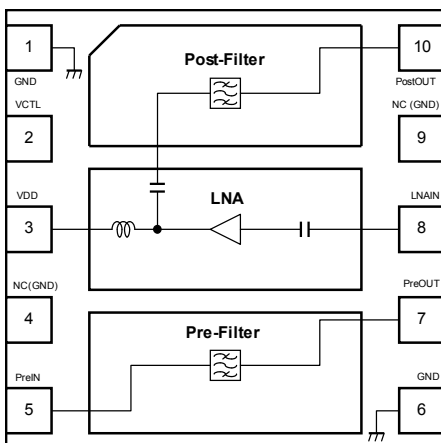 1
GND
VCTL
2
VDD
3
NC(GND)
4
PreIN
5
Post-Filter
LNA
Pre-Filter
10
PostOUT
NC (GND)
9
LNAIN
8
PreOUT
7
GND
6